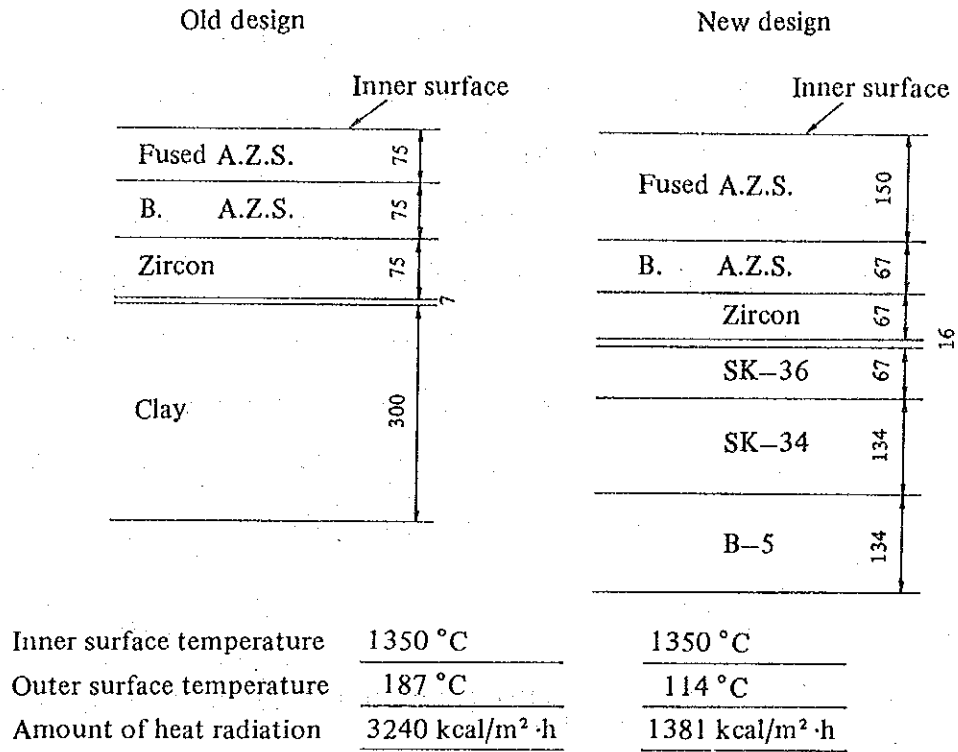 Old design
New design
Inner surface
Inner surface
Fused A.Z.S.
75
B. A.Z.S.
75
Zircon
75
7
Clay
300
Fused A.Z.S.
150
B. A.Z.S.
67
Zircon
67
16
SK–36
67
SK–34
134
B–5
134
Inner surface temperature 1350 °C 1350 °C
Outer surface temperature 187 °C 114 °C
Amount of heat radiation 3240 kcal/m²·h 1381 kcal/m²·h